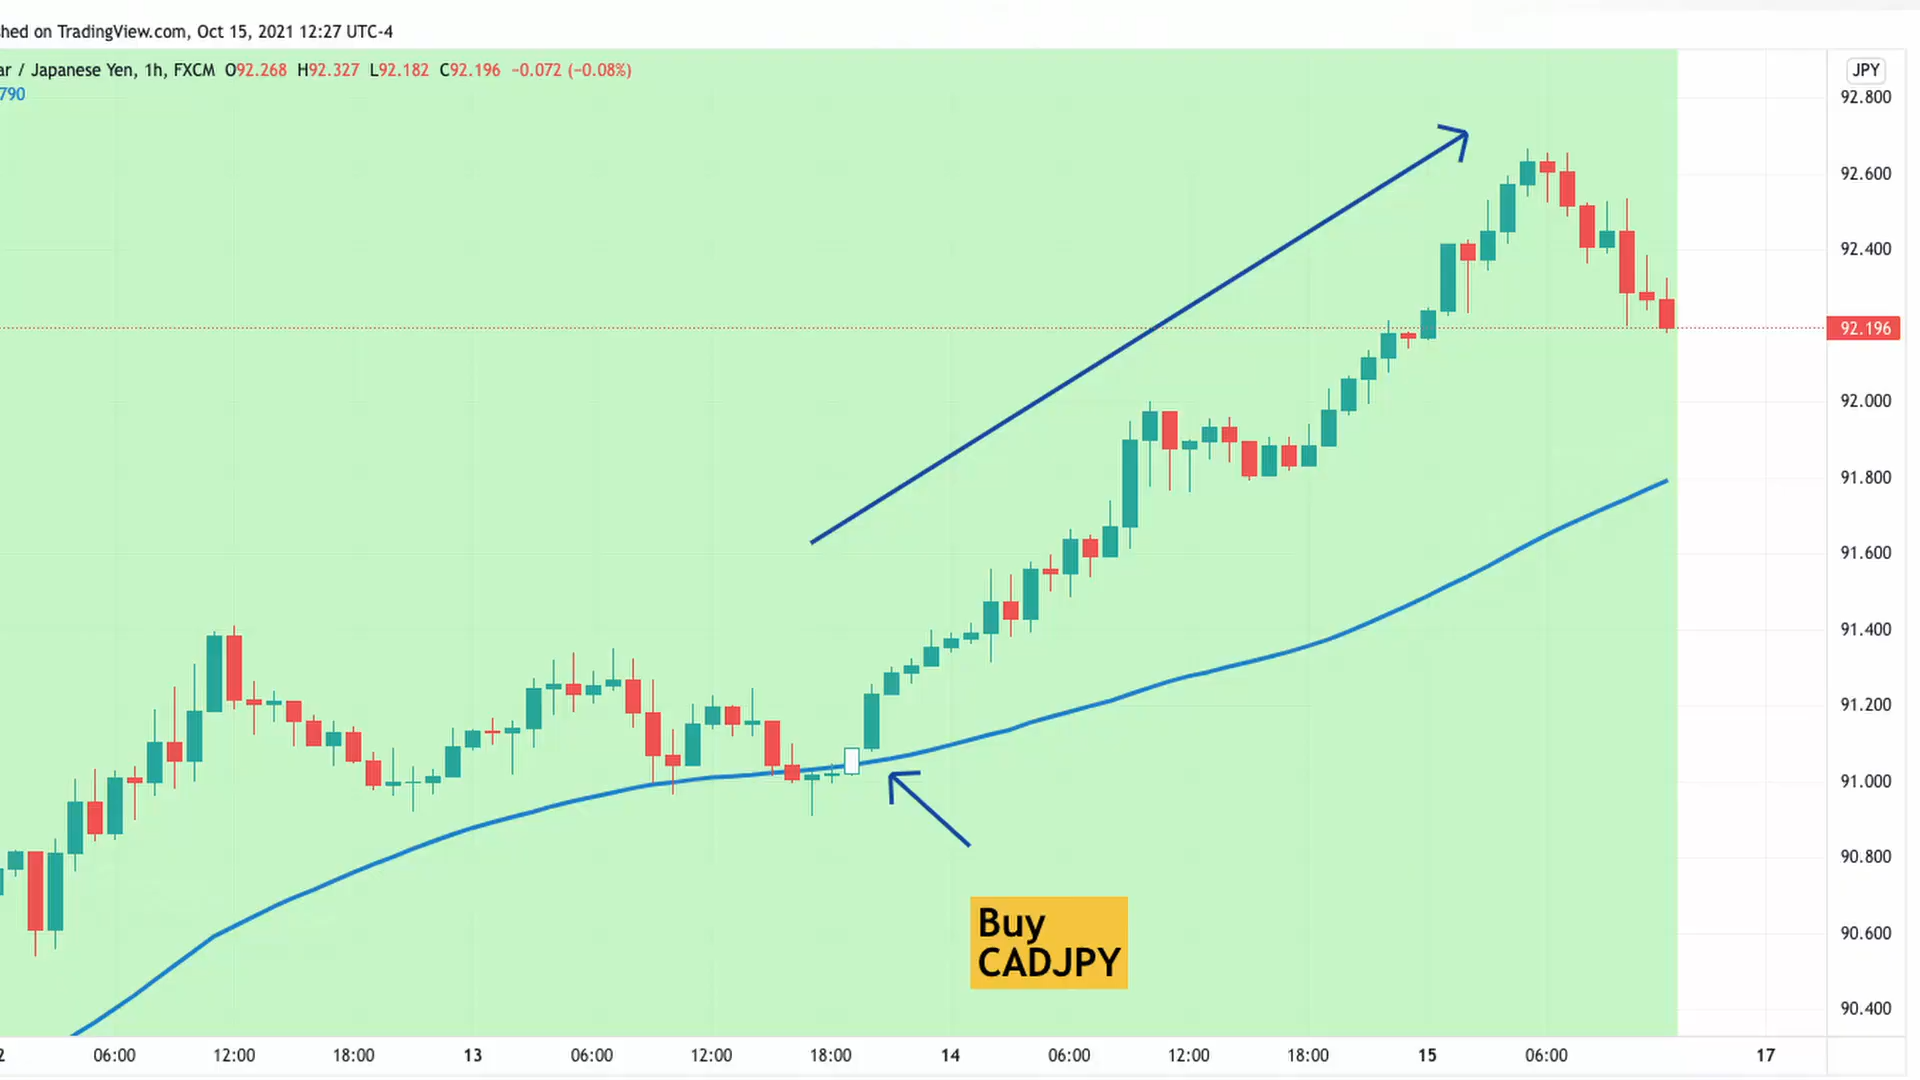 shed on TradingView.com, Oct 15, 2021 12:27 UTC-4
ar / Japanese Yen, 1h, FXCM O92.268 H92.327 L92.182 C92.196 −0.072 (−0.08%)
790
JPY
92.800
92.600
92.400
92.196
92.000
91.800
91.600
91.400
91.200
91.000
90.800
90.600
90.400
Buy
CADJPY
2 06:00 12:00 18:00 13 06:00 12:00 18:00 14 06:00 12:00 18:00 15 06:00 17